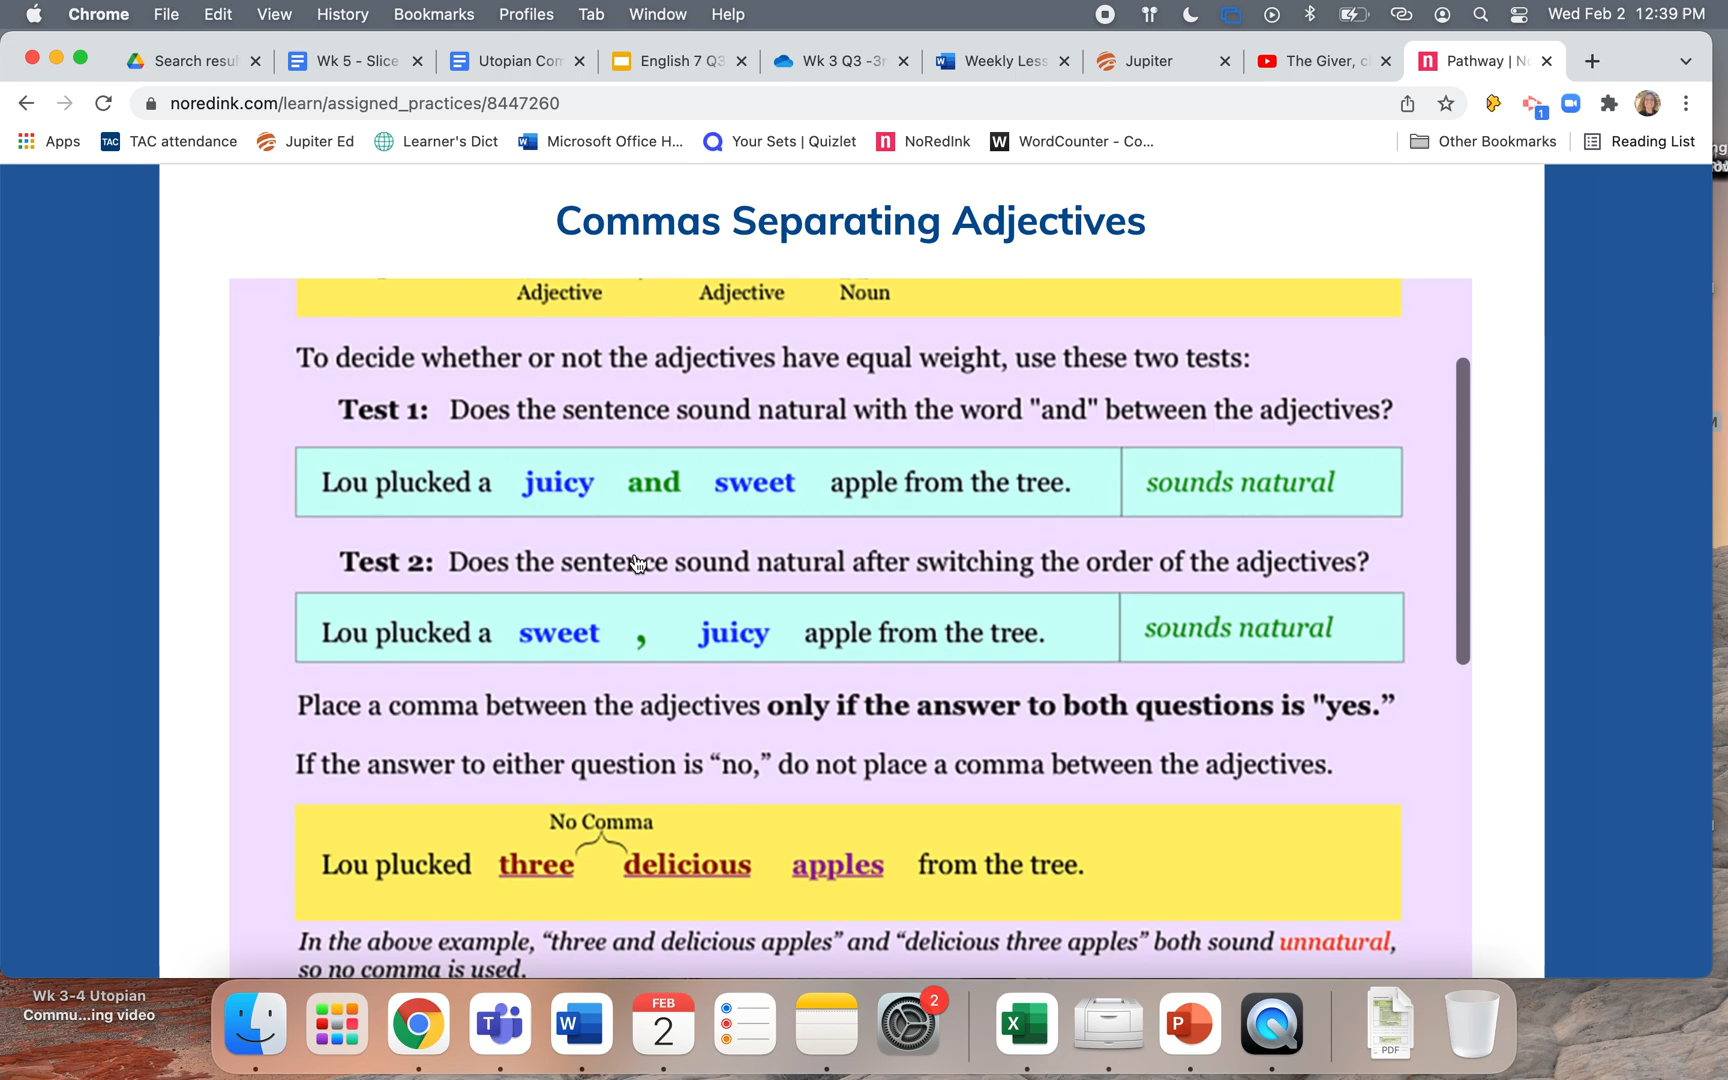 Chrome File Edit View History Bookmarks Profiles Tab Window Help Wed Feb 2 12:39 PM
Search resul Wk 5 - Slice Utopian Com English 7 Q3 Wk 3 Q3 -3r Weekly Less Jupiter The Giver, c Pathway | N
noredink.com/learn/assigned_practices/8447260
1
Apps TAC TAC attendance Jupiter Ed Learner's Dict Microsoft Office H... Your Sets | Quizlet NoRedInk WordCounter - Co... Other Bookmarks Reading List
Commas Separating Adjectives
Adjective Adjective Noun
To decide whether or not the adjectives have equal weight, use these two tests:
Test 1: Does the sentence sound natural with the word "and" between the adjectives?
Lou plucked a juicy and sweet apple from the tree. sounds natural
Test 2: Does the sentence sound natural after switching the order of the adjectives?
Lou plucked a sweet , juicy apple from the tree. sounds natural
Place a comma between the adjectives only if the answer to both questions is "yes.”
If the answer to either question is “no,” do not place a comma between the adjectives.
No Comma
Lou plucked three delicious apples from the tree.
In the above example, “three and delicious apples” and “delicious three apples” both sound unnatural,
so no comma is used.
Wk 3-4 Utopian
Commu...ing video
FEB
2
2
PDF